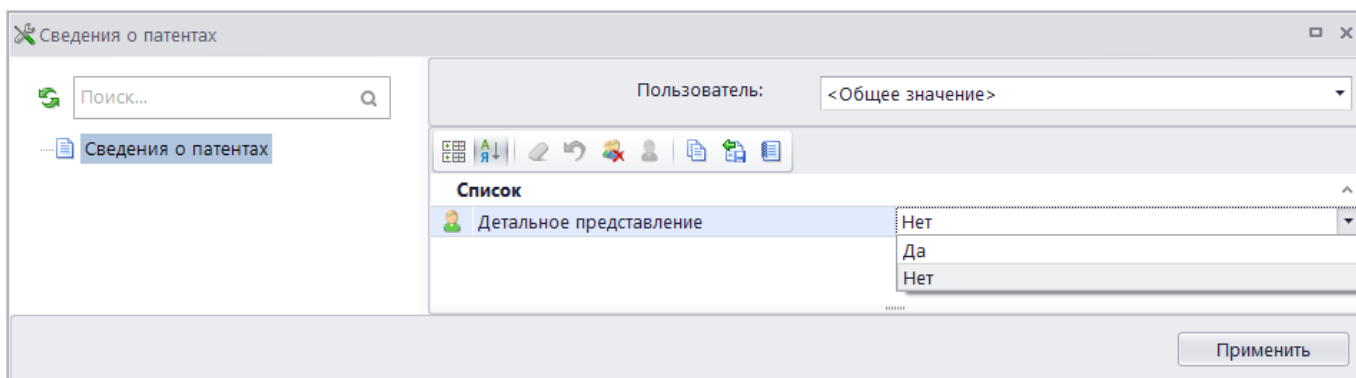 Сведения о патентах
Поиск...
Пользователь:
<Общее значение>
Сведения о патентах
Список
Детальное представление
Нет
Да
Нет
Применить